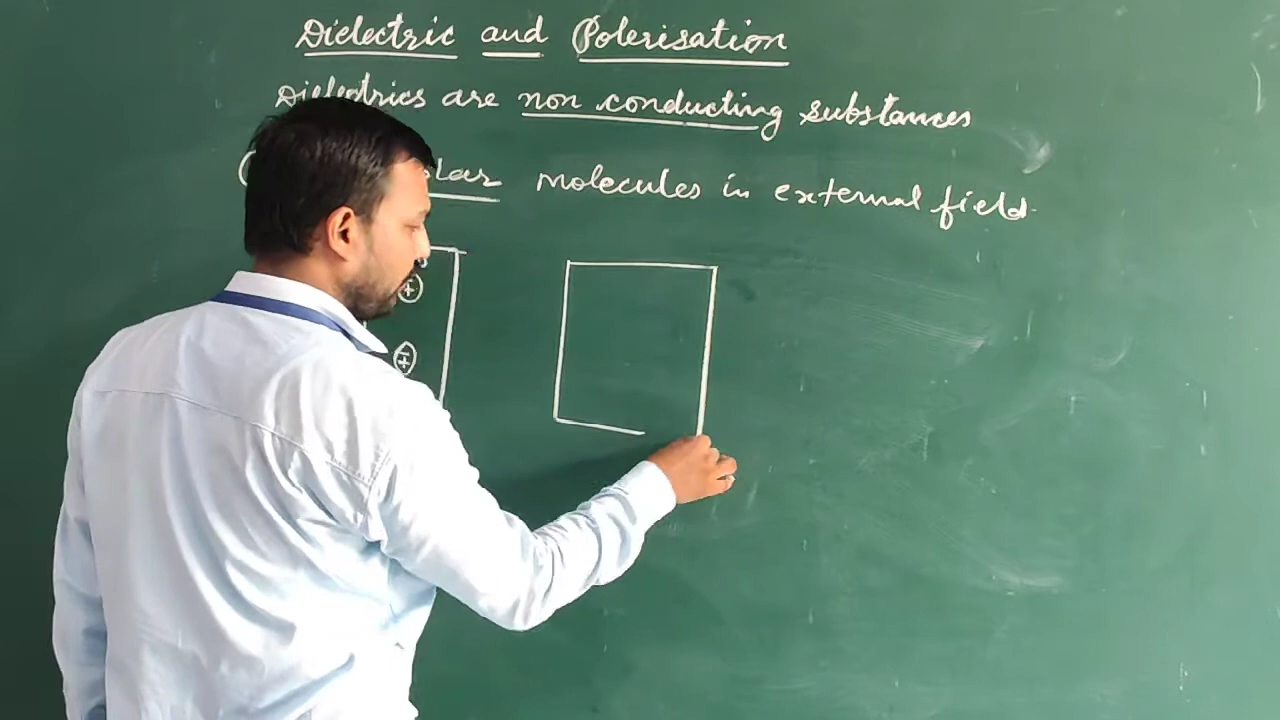 Dielectric and Polerisation
Dielectrics are non conducting substances
molecules in external field.
+
+